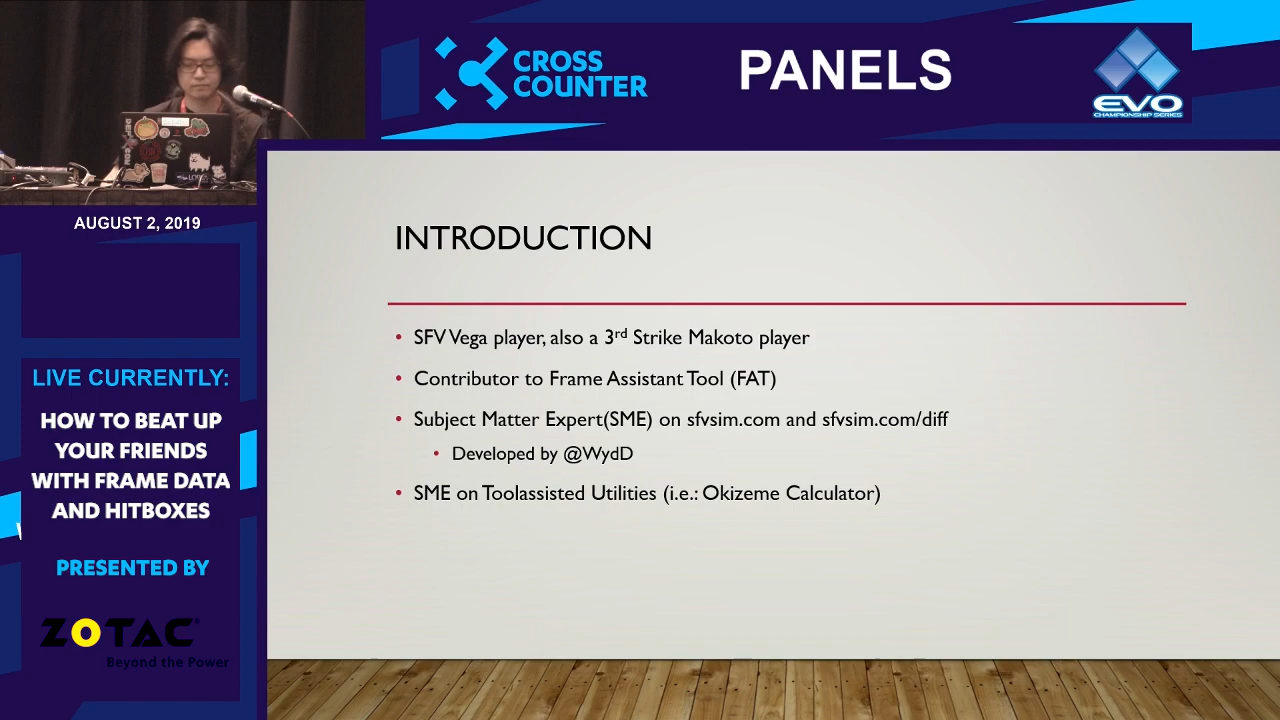 CROSS
COUNTER
PANELS
EVO
CHAMPIONSHIP SERIES
AUGUST 2, 2019
LIVE CURRENTLY:
HOW TO BEAT UP
YOUR FRIENDS
WITH FRAME DATA
AND HITBOXES
PRESENTED BY
ZOTAC®
Beyond the Power
INTRODUCTION
• SFV Vega player, also a 3rd Strike Makoto player
• Contributor to Frame Assistant Tool (FAT)
• Subject Matter Expert(SME) on sfvsim.com and sfvsim.com/diff
• Developed by @WydD
• SME on Toolassisted Utilities (i.e.: Okizeme Calculator)